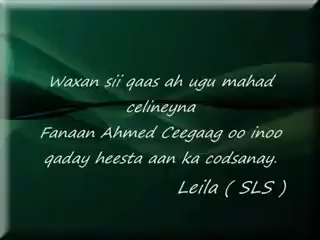 Waxan sii qaas ah ugu mahad
celineyna
Fanaan Ahmed Ceegaag oo inoo
qaday heesta aan ka codsanay.
Leila ( SLS )